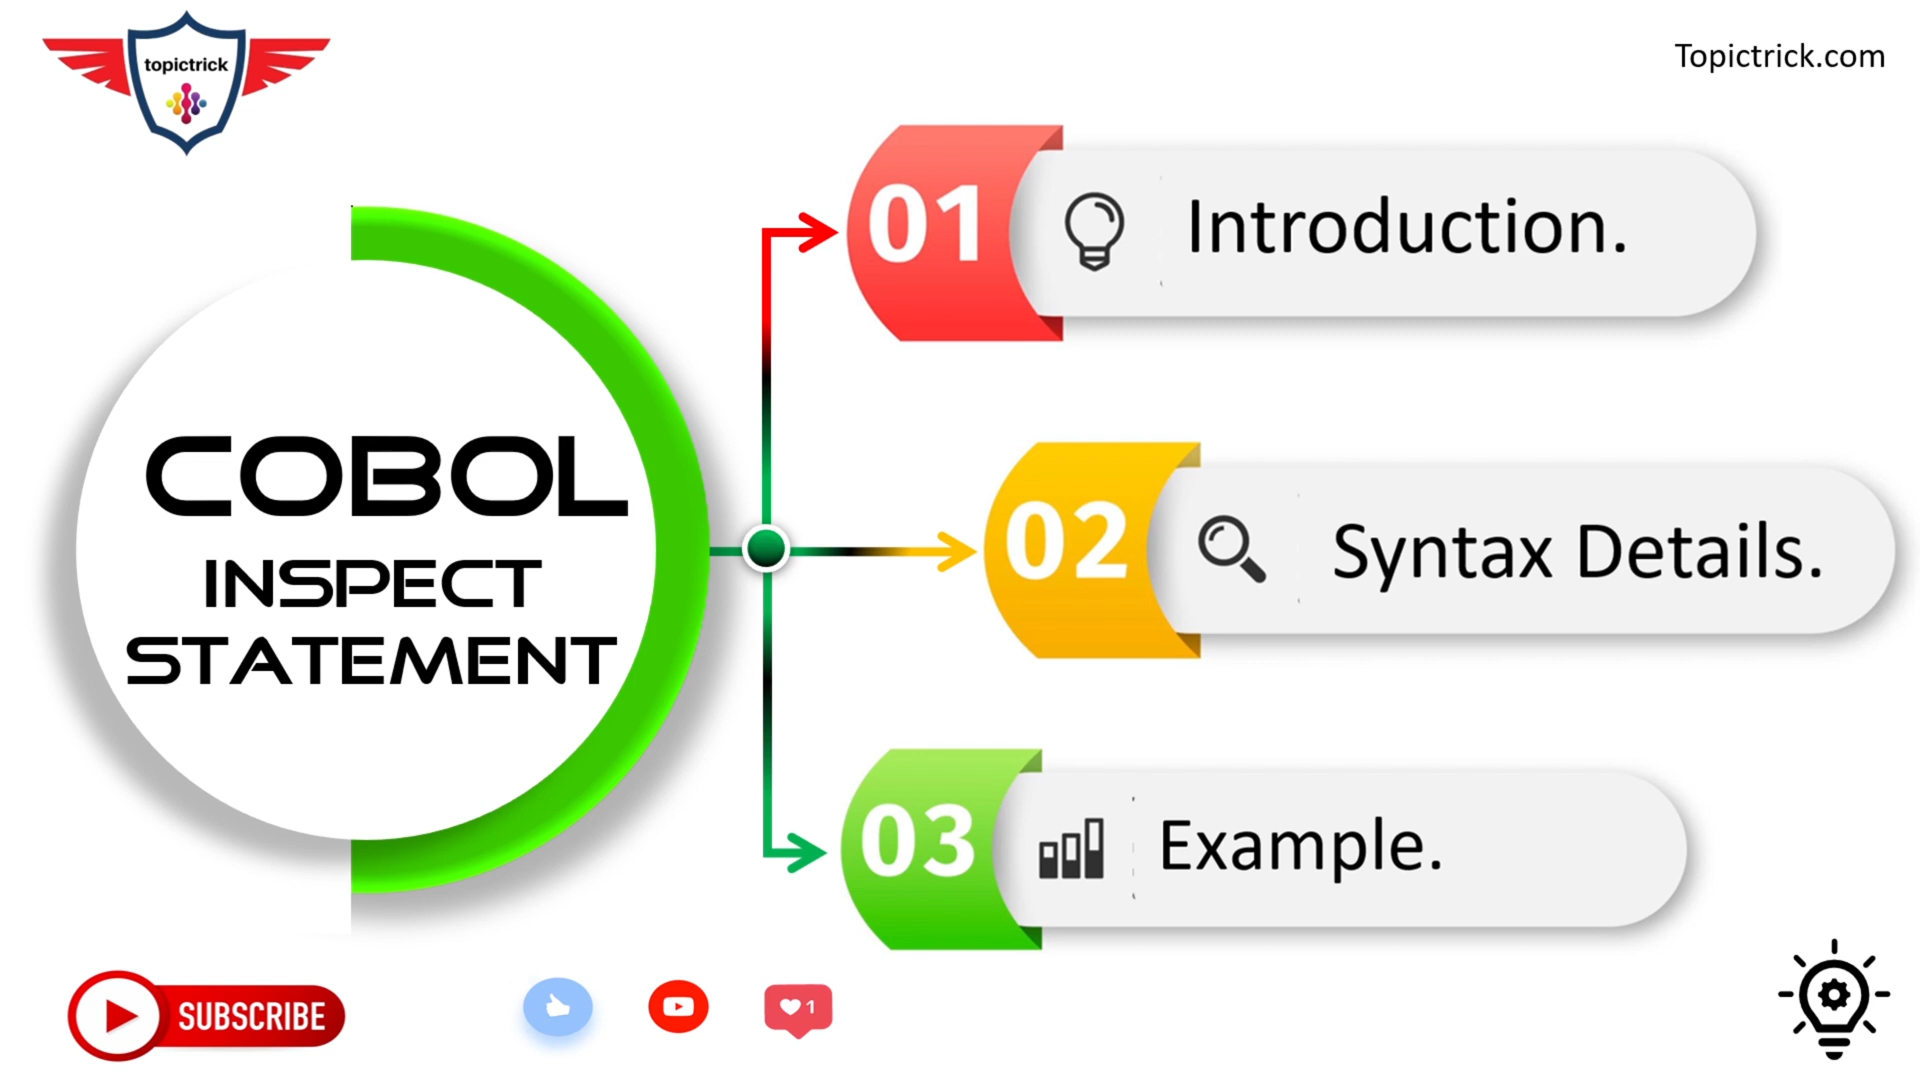 topictrick
Topictrick.com
COBOL
INSPECT
STATEMENT
01
Introduction.
02
Syntax Details.
03
Example.
SUBSCRIBE
1